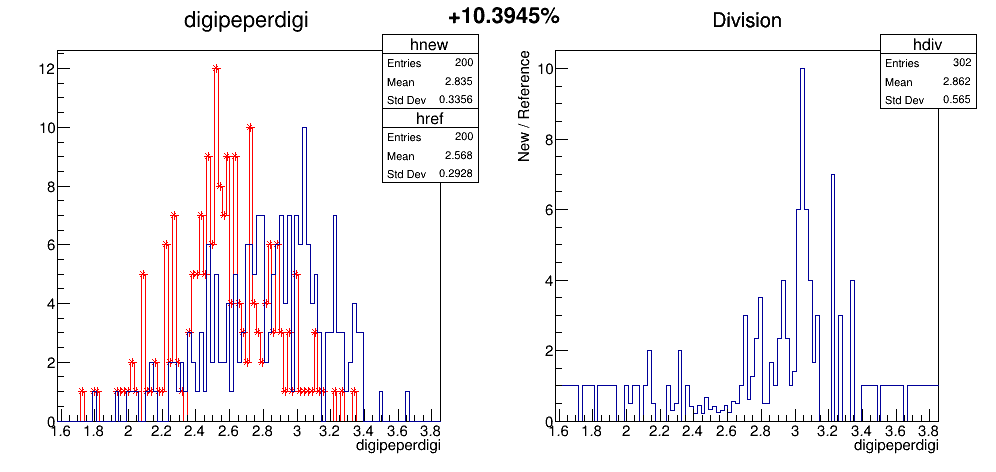 digipeperdigi
+10.3945%
Division
hnew
Entries 200
Mean 2.835
Std Dev 0.3356
href
Entries 200
Mean 2.568
Std Dev 0.2928
12
10
8
6
4
2
0
1.6 1.8 2 2.2 2.4 2.6 2.8 3 3.2 3.4 3.6 3.8
digipeperdigi
hdiv
Entries 302
Mean 2.862
Std Dev 0.565
New / Reference
10
8
6
4
2
0
1.6 1.8 2 2.2 2.4 2.6 2.8 3 3.2 3.4 3.6 3.8
digipeperdigi